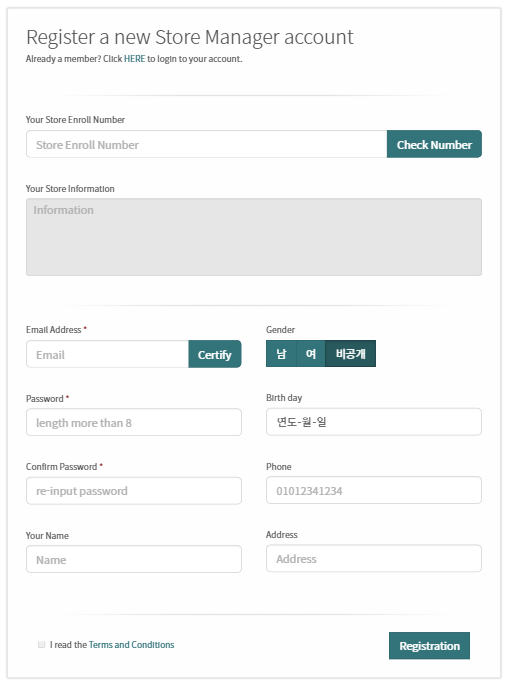 Register a new Store Manager account
Already a member? Click HERE to login to your account.
Your Store Enroll Number
Store Enroll Number
Check Number
Your Store Information
Information
Email Address *
Email
Certify
Gender
남 여 비공개
Password *
length more than 8
Birth day
연도-월-일
Confirm Password *
re-input password
Phone
01012341234
Your Name
Name
Address
Address
I read the Terms and Conditions
Registration